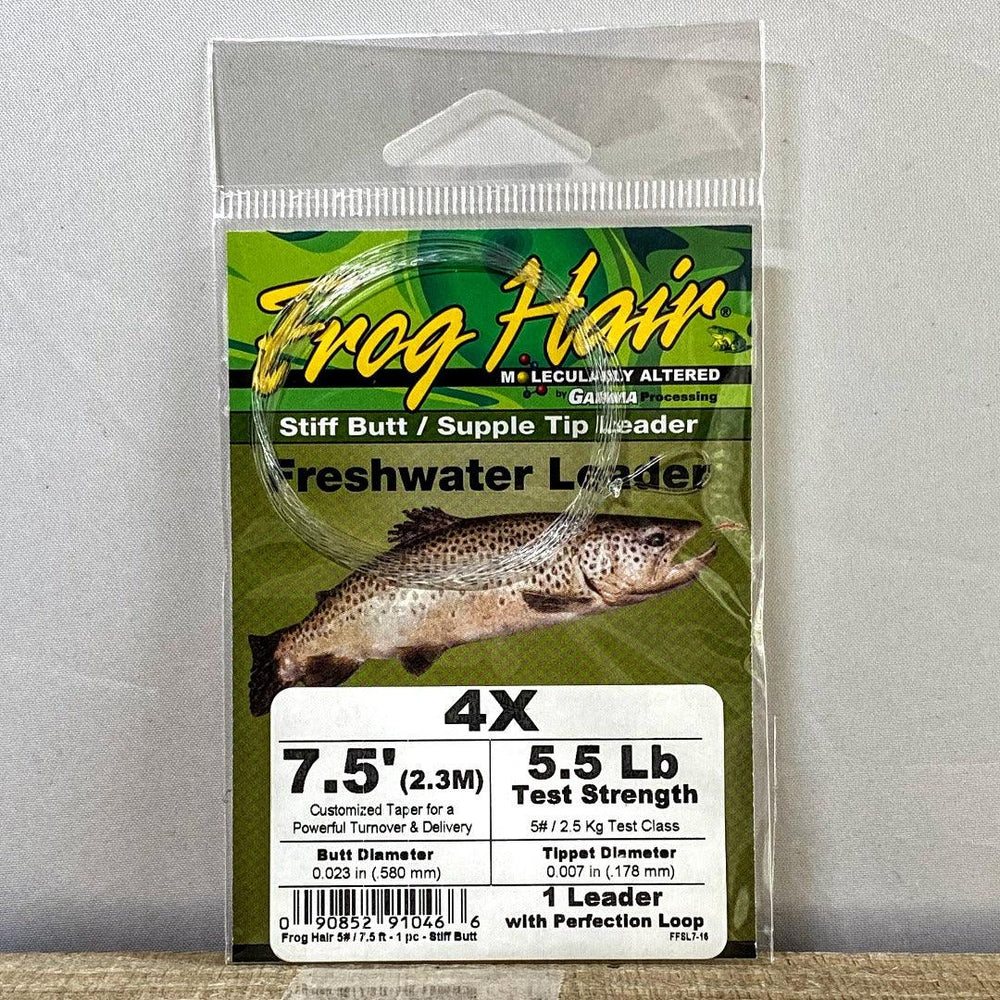 Frog Hair®
MOLECULARLY ALTERED
by GAMMA Processing
Stiff Butt / Supple Tip Leader
Freshwater Leader
4X
7.5' (2.3M)
Customized Taper for a
Powerful Turnover & Delivery
5.5 Lb
Test Strength
5# / 2.5 Kg Test Class
Butt Diameter
0.023 in (.580 mm)
Tippet Diameter
0.007 in (.178 mm)
0 90852 91046 6
Frog Hair 5# / 7.5 ft - 1 pc - Stiff Butt
1 Leader
with Perfection Loop
FFSL7-16